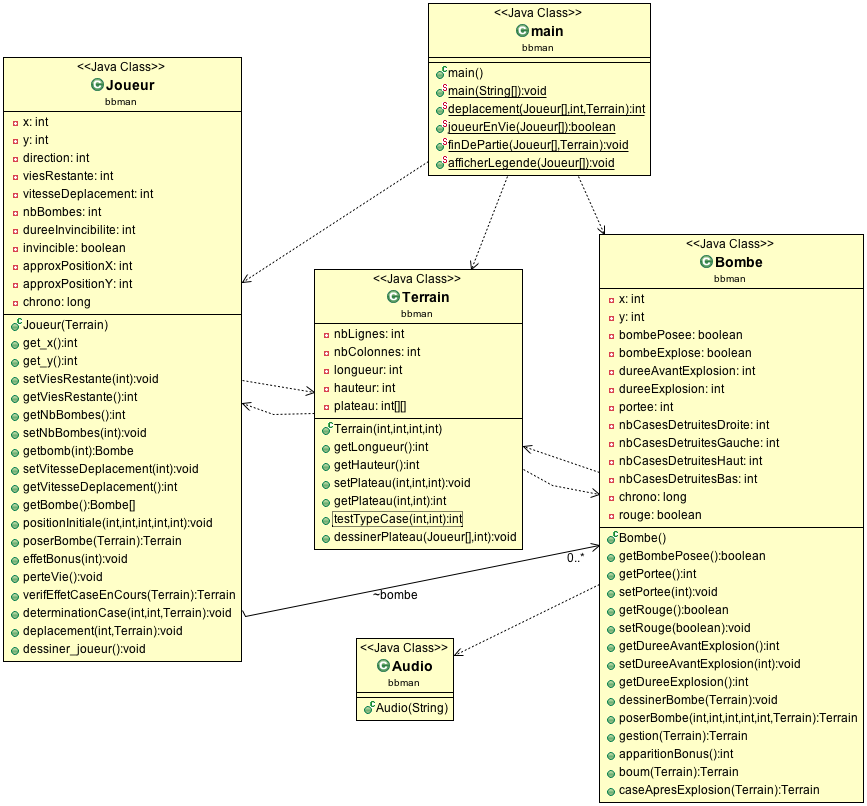 <<Java Class>>
main
bbman
main()
main(String[]):void
deplacement(Joueur[],int,Terrain):int
joueurEnVie(Joueur[]):boolean
finDePartie(Joueur[],Terrain):void
afficherLegende(Joueur[]):void
<<Java Class>>
Joueur
bbman
x: int
y: int
direction: int
viesRestante: int
vitesseDeplacement: int
nbBombes: int
dureeInvincibilite: int
invincible: boolean
approxPositionX: int
approxPositionY: int
chrono: long
Joueur(Terrain)
get_x():int
get_y():int
setViesRestante(int):void
getViesRestante():int
getNbBombes():int
setNbBombes(int):void
getbomb(int):Bombe
setVitesseDeplacement(int):void
getVitesseDeplacement():int
getBombe():Bombe[]
positionInitiale(int,int,int,int,int):void
poserBombe(Terrain):Terrain
effetBonus(int):void
perteVie():void
verifEffetCaseEnCours(Terrain):Terrain
determinationCase(int,int,Terrain):void
deplacement(int,Terrain):void
dessiner_joueur():void
<<Java Class>>
Terrain
bbman
nbLignes: int
nbColonnes: int
longueur: int
hauteur: int
plateau: int[][]
Terrain(int,int,int,int)
getLongueur():int
getHauteur():int
setPlateau(int,int,int):void
getPlateau(int,int):int
testTypeCase(int,int):int
dessinerPlateau(Joueur[],int):void
<<Java Class>>
Bombe
bbman
x: int
y: int
bombePosee: boolean
bombeExplose: boolean
dureeAvantExplosion: int
dureeExplosion: int
portee: int
nbCasesDetruitesDroite: int
nbCasesDetruitesGauche: int
nbCasesDetruitesHaut: int
nbCasesDetruitesBas: int
chrono: long
rouge: boolean
Bombe()
getBombePosee():boolean
getPortee():int
setPortee(int):void
getRouge():boolean
setRouge(boolean):void
getDureeAvantExplosion():int
setDureeAvantExplosion(int):void
getDureeExplosion():int
dessinerBombe(Terrain):void
poserBombe(int,int,int,int,int,Terrain):Terrain
gestion(Terrain):Terrain
apparitionBonus():int
boum(Terrain):Terrain
caseApresExplosion(Terrain):Terrain
0..*
~bombe
<<Java Class>>
Audio
bbman
Audio(String)